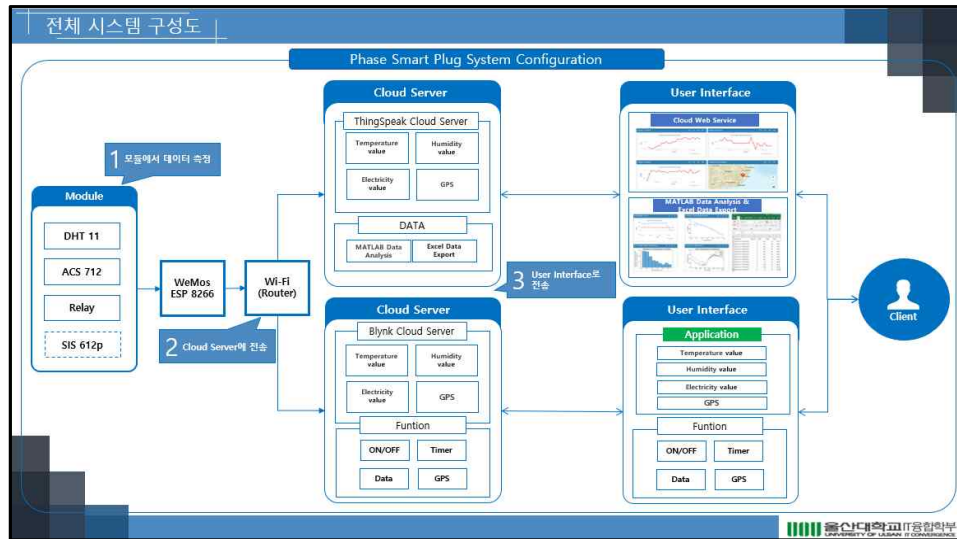 전체 시스템 구성도
Phase Smart Plug System Configuration
1 모듈에서 데이터 측정
Module
DHT 11
ACS 712
Relay
SIS 612p
WeMos
ESP 8266
Wi-Fi
(Router)
2 Cloud Server에 전송
Cloud Server
ThingSpeak Cloud Server
Temperature
value
Humidity
value
Electricity
value
GPS
DATA
MATLAB Data
Analysis
Excel Data
Export
3 User Interface로
전송
Cloud Server
Blynk Cloud Server
Temperature
value
Humidity
value
Electricity
value
GPS
Funtion
ON/OFF
Timer
Data
GPS
User Interface
Cloud Web Service
MATLAB Data Analysis &
Excel Data Export
User Interface
Application
Temperature value
Humidity value
Electricity value
GPS
Funtion
ON/OFF
Timer
Data
GPS
Client
울산대학교 IT융합학부
UNIVERSITY OF ULSAN IT CONVERGENCE